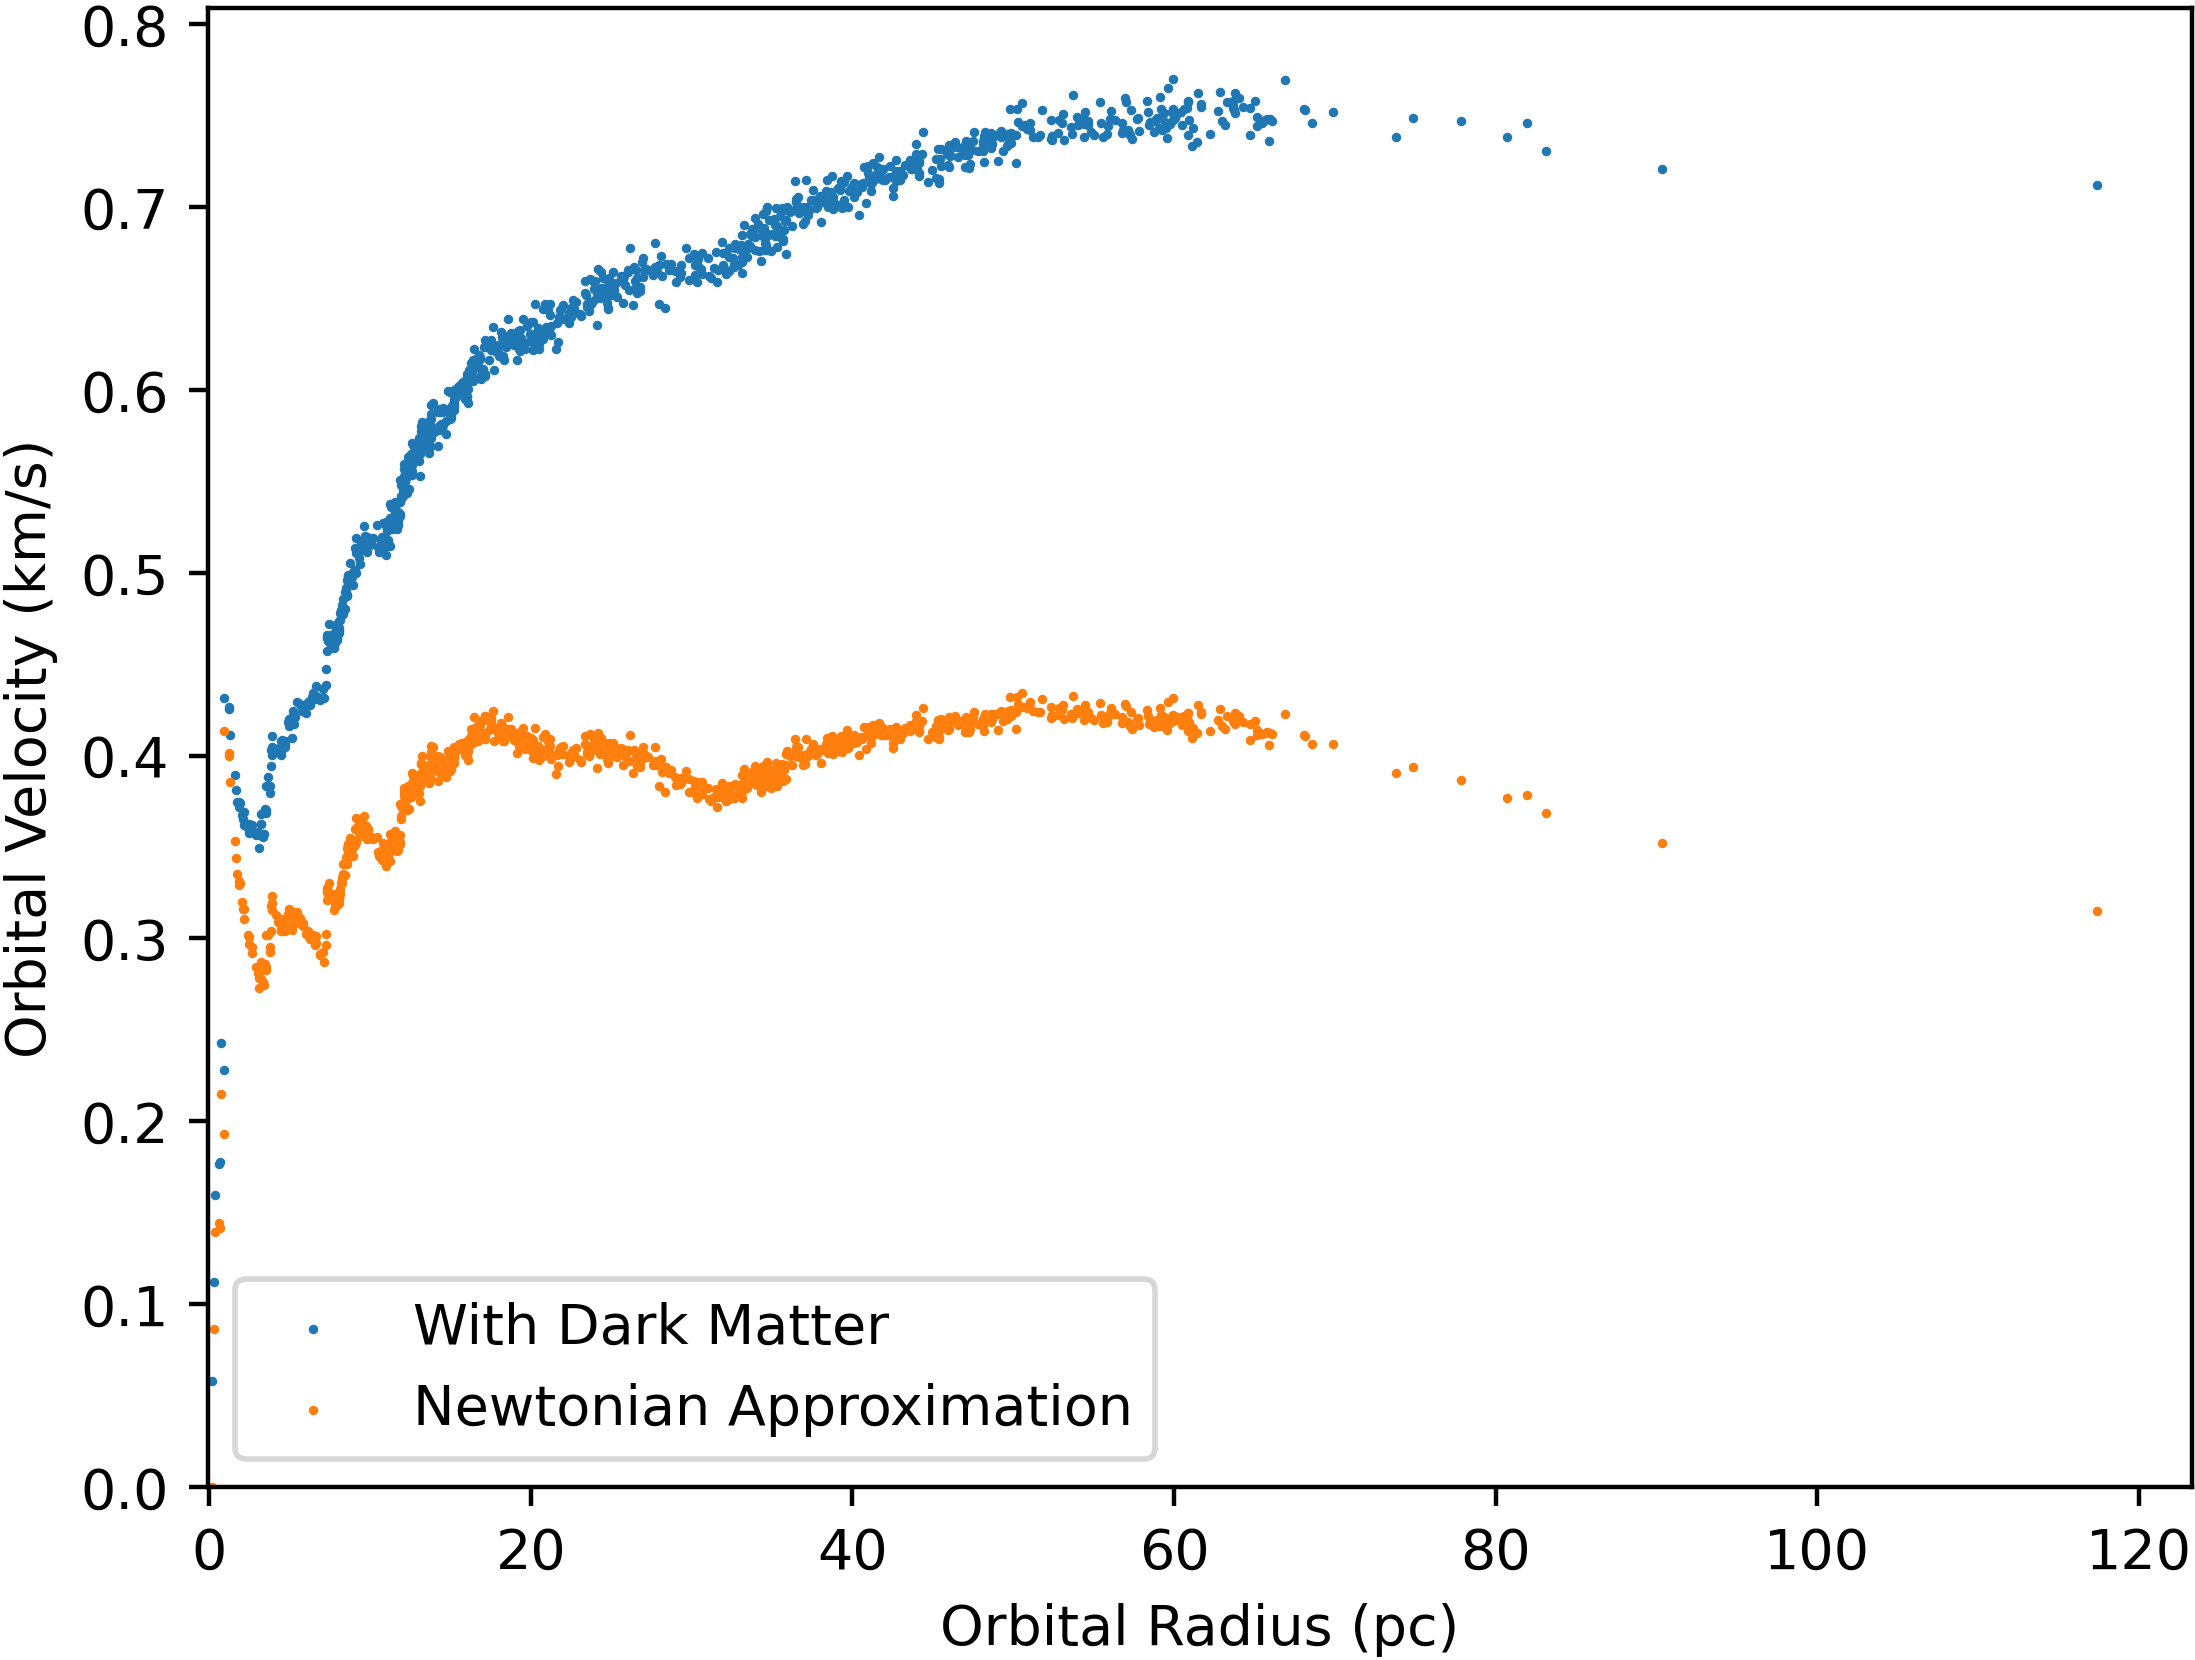 0.8
0.7
0.6
0.5
0.4
0.3
0.2
0.1
0.0
Orbital Velocity (km/s)
With Dark Matter
Newtonian Approximation
0 20 40 60 80 100 120
Orbital Radius (pc)